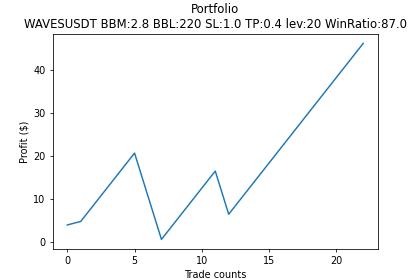 Portfolio
WAVESUSDT BBM:2.8 BBL:220 SL:1.0 TP:0.4 lev:20 WinRatio:87.0
Profit ($)
40
30
20
10
0
0 5 10 15 20
Trade counts